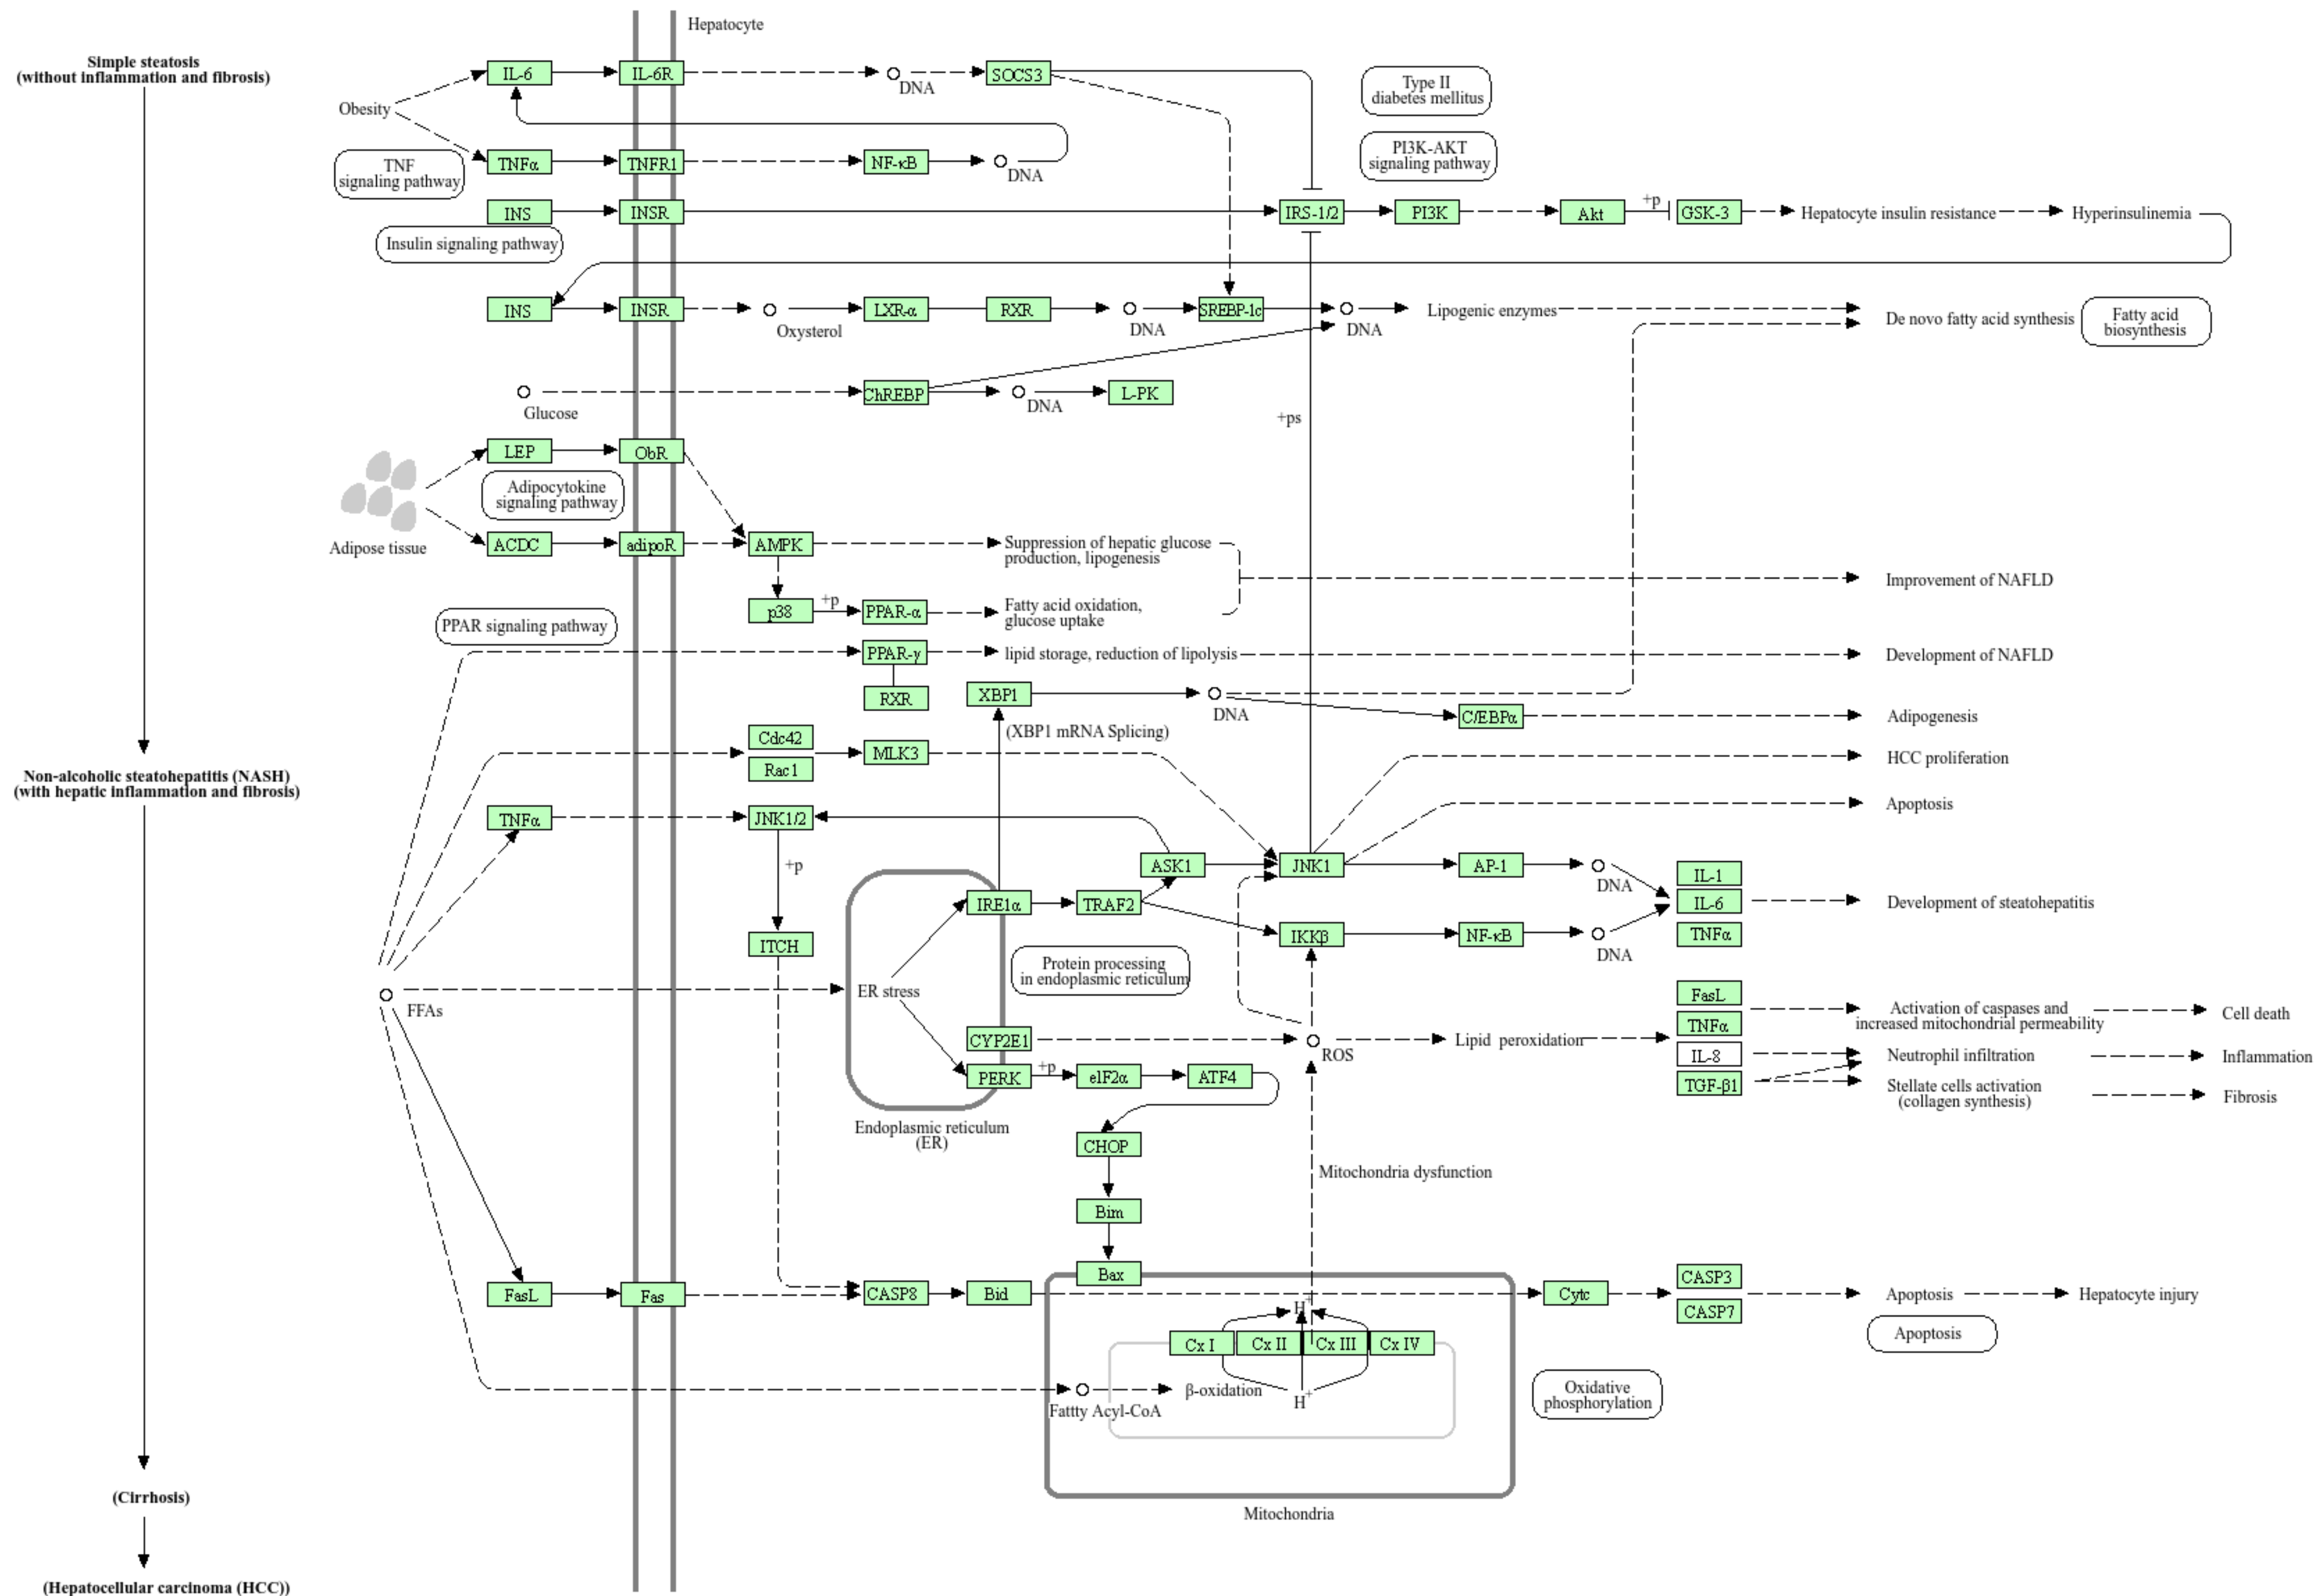 Hepatocyte
Simple steatosis
(without inflammation and fibrosis)
IL-6
IL-6R
DNA
SOCS3
Type II
diabetes mellitus
Obesity
TNF
signaling pathway
TNFα
TNFR1
NF-κB
DNA
PI3K-AKT
signaling pathway
INS
INSR
IRS-1/2
PI3K
Akt
+p
GSK-3
Hepatocyte insulin resistance
Hyperinsulinemia
Insulin signaling pathway
INS
INSR
Oxysterol
LXR-α
RXR
DNA
SREBP-1c
DNA
Lipogenic enzymes
De novo fatty acid synthesis
Fatty acid
biosynthesis
Glucose
ChREBP
DNA
L-PK
+ps
LEP
ObR
Adipocytokine
signaling pathway
Adipose tissue
ACDC
adipoR
AMPK
Suppression of hepatic glucose
production, lipogenesis
Improvement of NAFLD
p38
+p
PPAR-α
Fatty acid oxidation,
glucose uptake
PPAR signaling pathway
PPAR-γ
lipid storage, reduction of lipolysis
Development of NAFLD
RXR
XBP1
DNA
(XBP1 mRNA Splicing)
C/EBPα
Adipogenesis
Cdc42
Rac1
MLK3
HCC proliferation
Non-alcoholic steatohepatitis (NASH)
(with hepatic inflammation and fibrosis)
Apoptosis
TNFα
JNK1/2
+p
ASK1
JNK1
AP-1
DNA
IL-1
IL-6
TNFα
Development of steatohepatitis
IRE1α
TRAF2
IKKβ
NF-κB
DNA
ITCH
Protein processing
in endoplasmic reticulum
ER stress
FFAs
CYP2E1
ROS
Lipid peroxidation
FasL
TNFα
IL-8
TGF-β1
Activation of caspases and
increased mitochondrial permeability
Cell death
Neutrophil infiltration
Inflammation
Stellate cells activation
(collagen synthesis)
Fibrosis
PERK
+p
eIF2α
ATF4
Endoplasmic reticulum
(ER)
CHOP
Mitochondria dysfunction
Bim
Bax
FasL
Fas
CASP8
Bid
Cytc
CASP3
CASP7
Apoptosis
Hepatocyte injury
Apoptosis
H+
Cx I
Cx II
Cx III
Cx IV
β-oxidation
H+
Fattty Acyl-CoA
Oxidative
phosphorylation
Mitochondria
(Cirrhosis)
(Hepatocellular carcinoma (HCC))